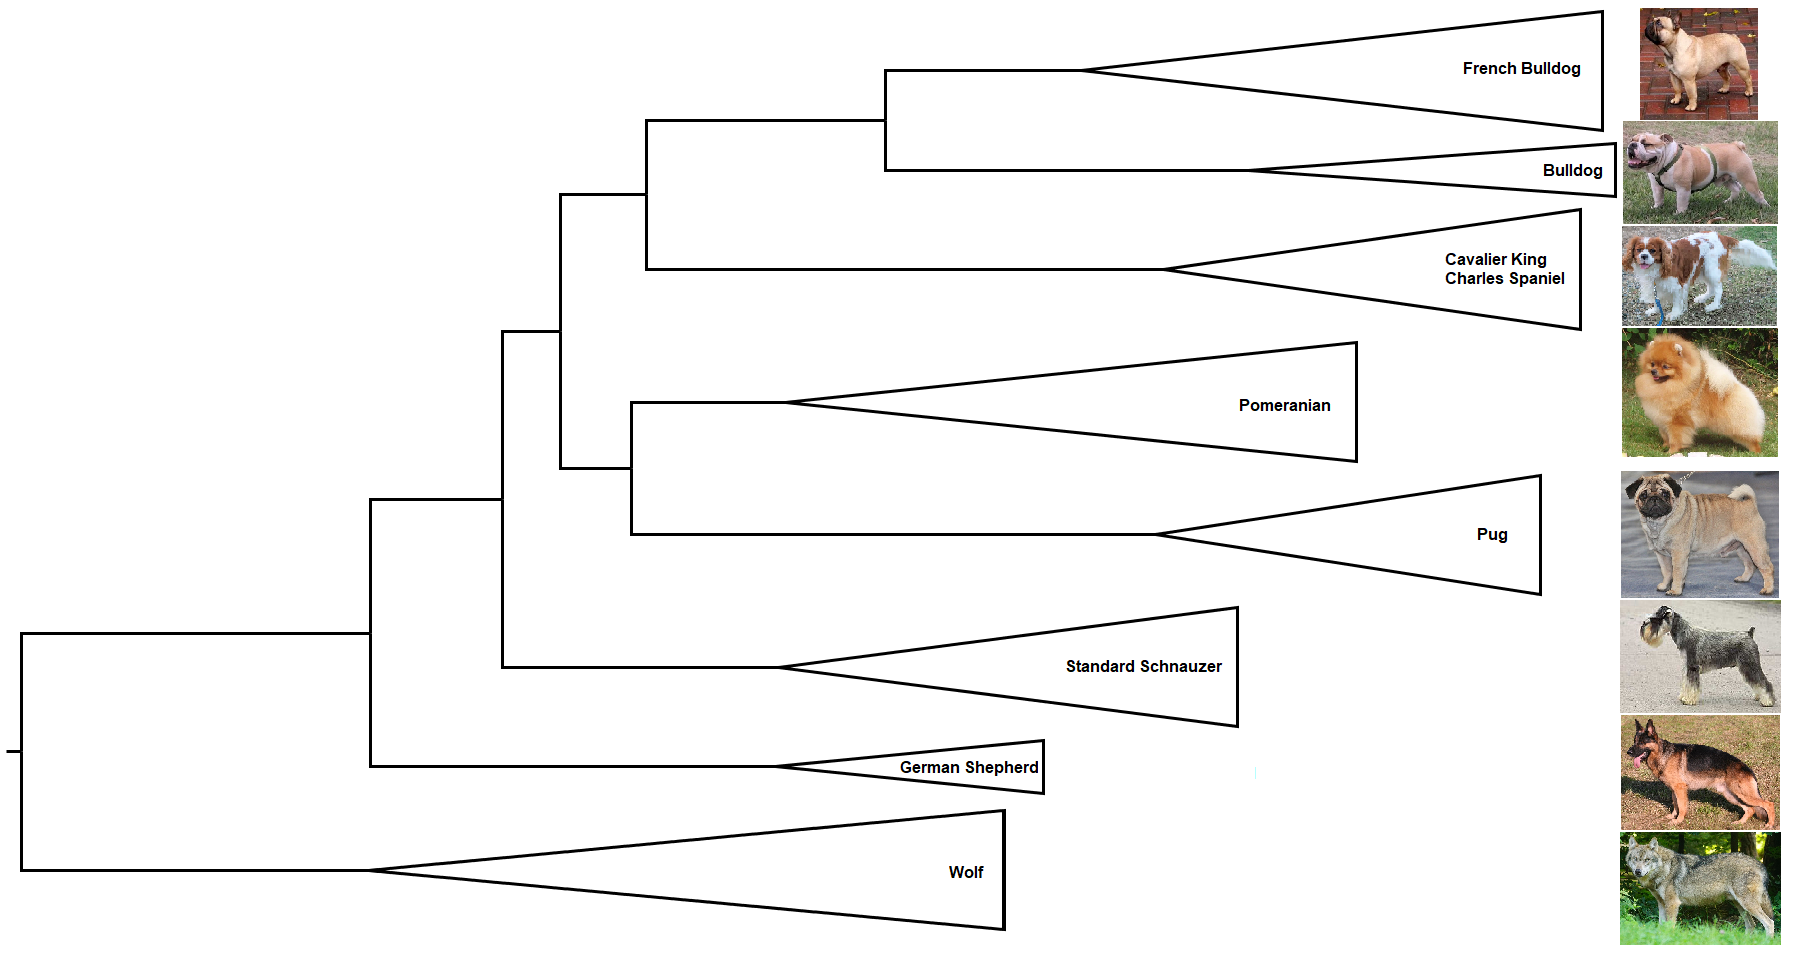 French Bulldog
Bulldog
Cavalier King
Charles Spaniel
Pomeranian
Pug
Standard Schnauzer
German Shepherd
Wolf